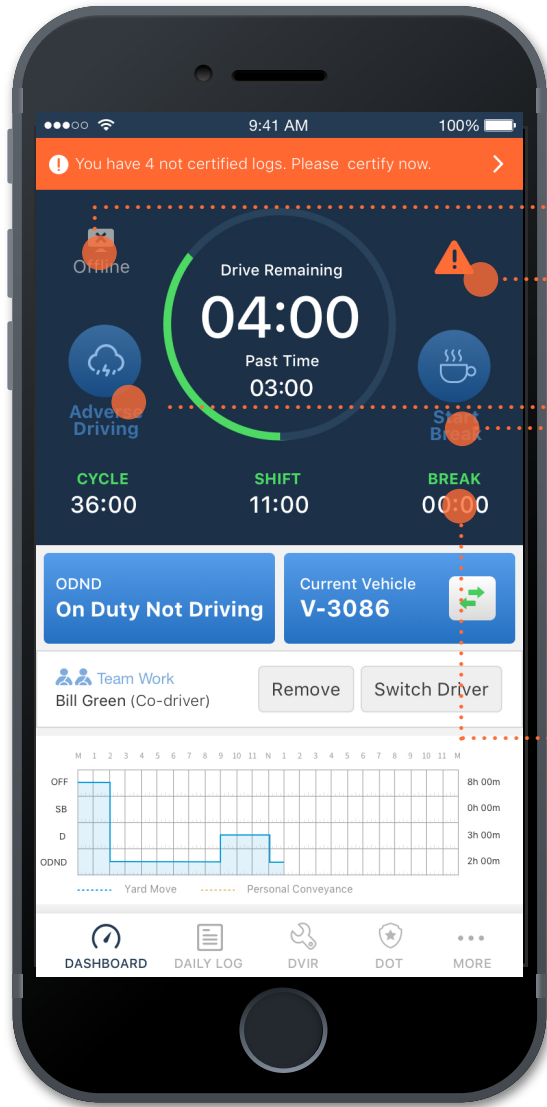 9:41 AM
100%
You have 4 not certified logs. Please certify now.
Offline
Drive Remaining
04:00
Past Time
03:00
Adverse
Driving
Start
Break
CYCLE
SHIFT
BREAK
36:00
11:00
00:00
ODND
On Duty Not Driving
Current Vehicle
V-3086
Team Work
Bill Green (Co-driver)
Remove
Switch Driver
M 1 2 3 4 5 6 7 8 9 10 11 N 1 2 3 4 5 6 7 8 9 10 11 M
OFF 8h 00m
SB 0h 00m
D 3h 00m
ODND 2h 00m
Yard Move Personal Conveyance
DASHBOARD DAILY LOG DVIR DOT MORE